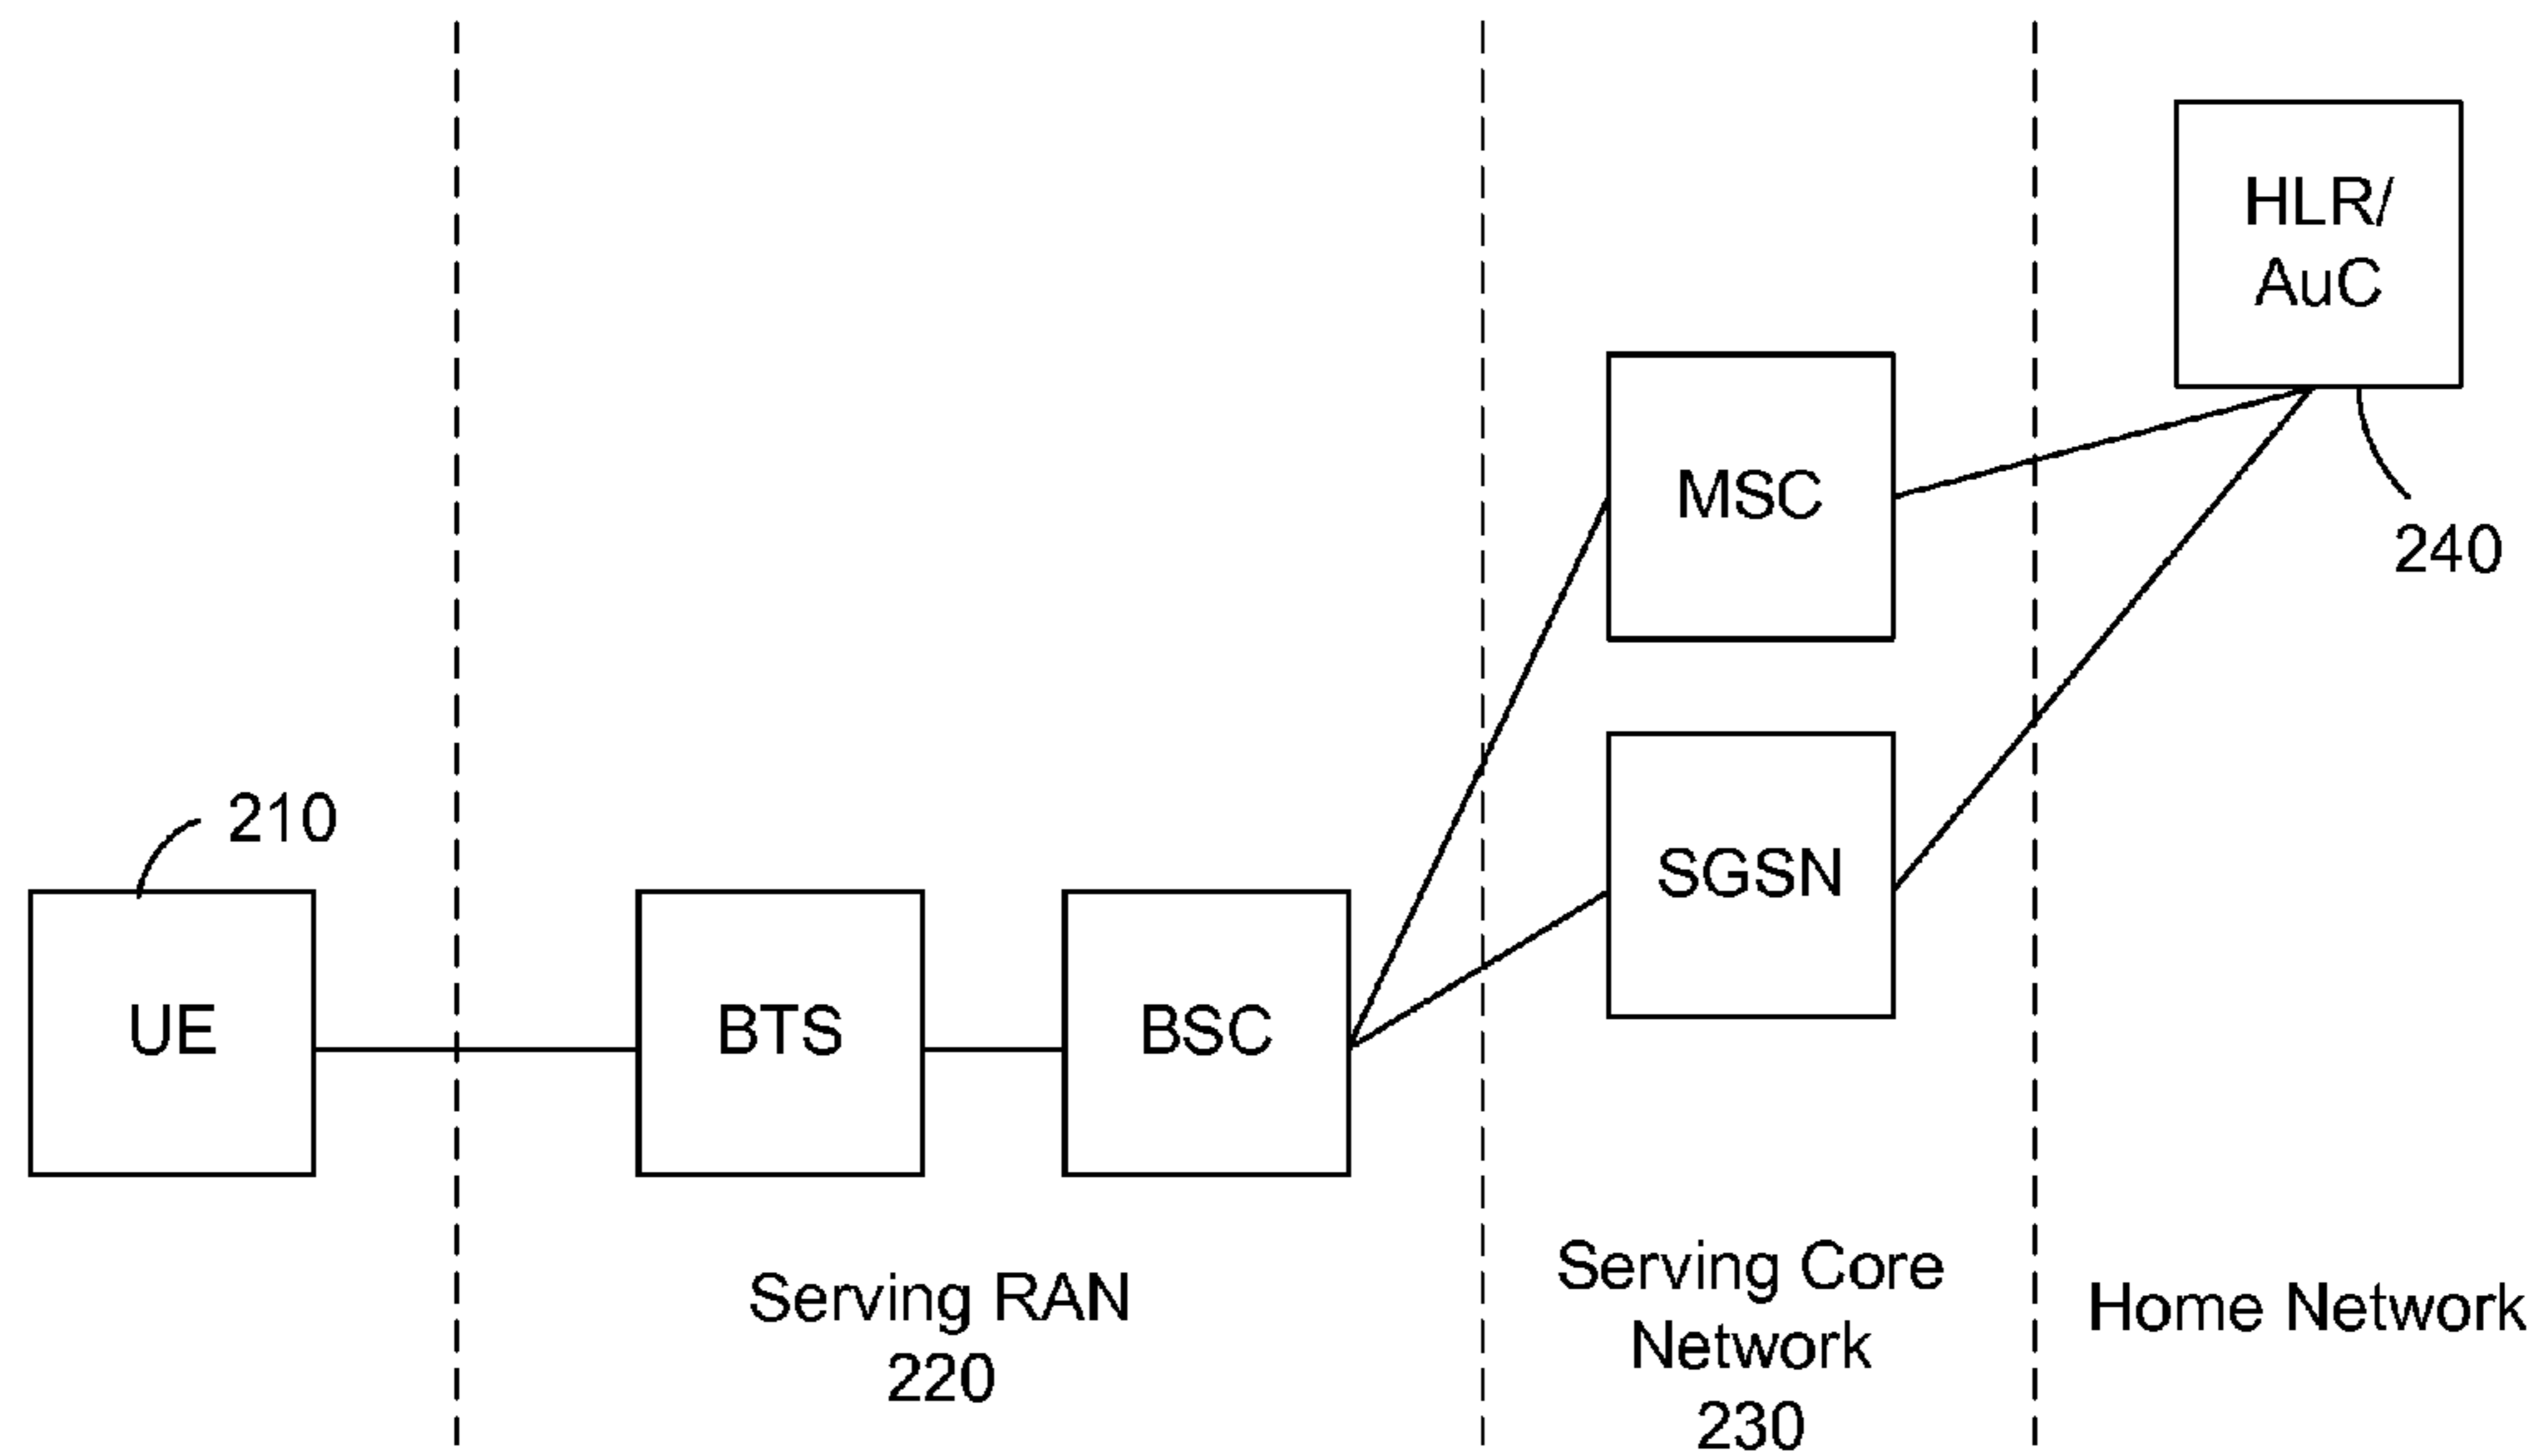 HLR/
AuC
MSC
240
210
SGSN
UE
BTS
BSC
Serving RAN
220
Serving Core
Network
230
Home Network